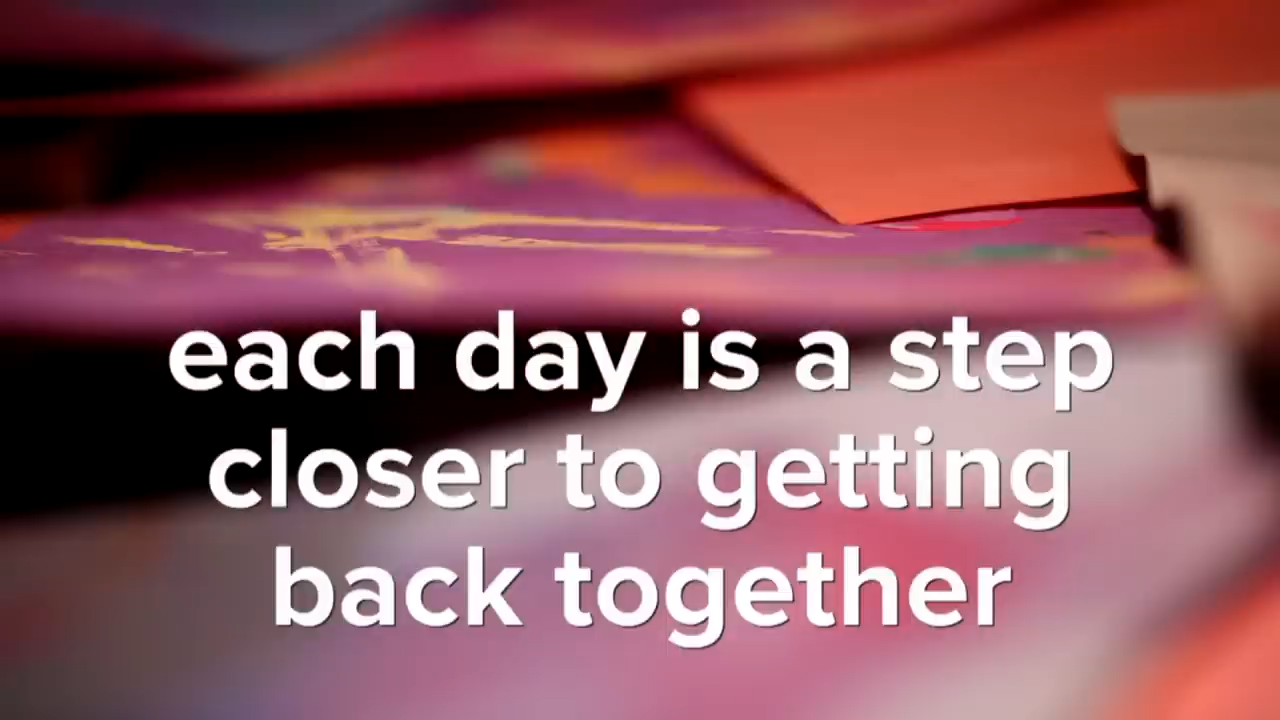 each day is a step
closer to getting
back together